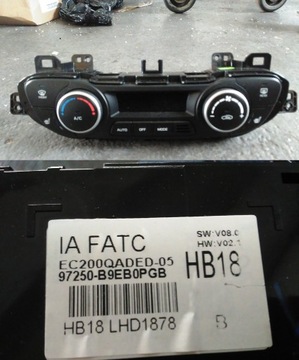 A/C
AUTO
OFF
MODE
IA FATC
SW:V08.0
HW:V02.1
EC200QADED-05
97250-B9EB0PGB
HB18
HB18 LHD1878
B